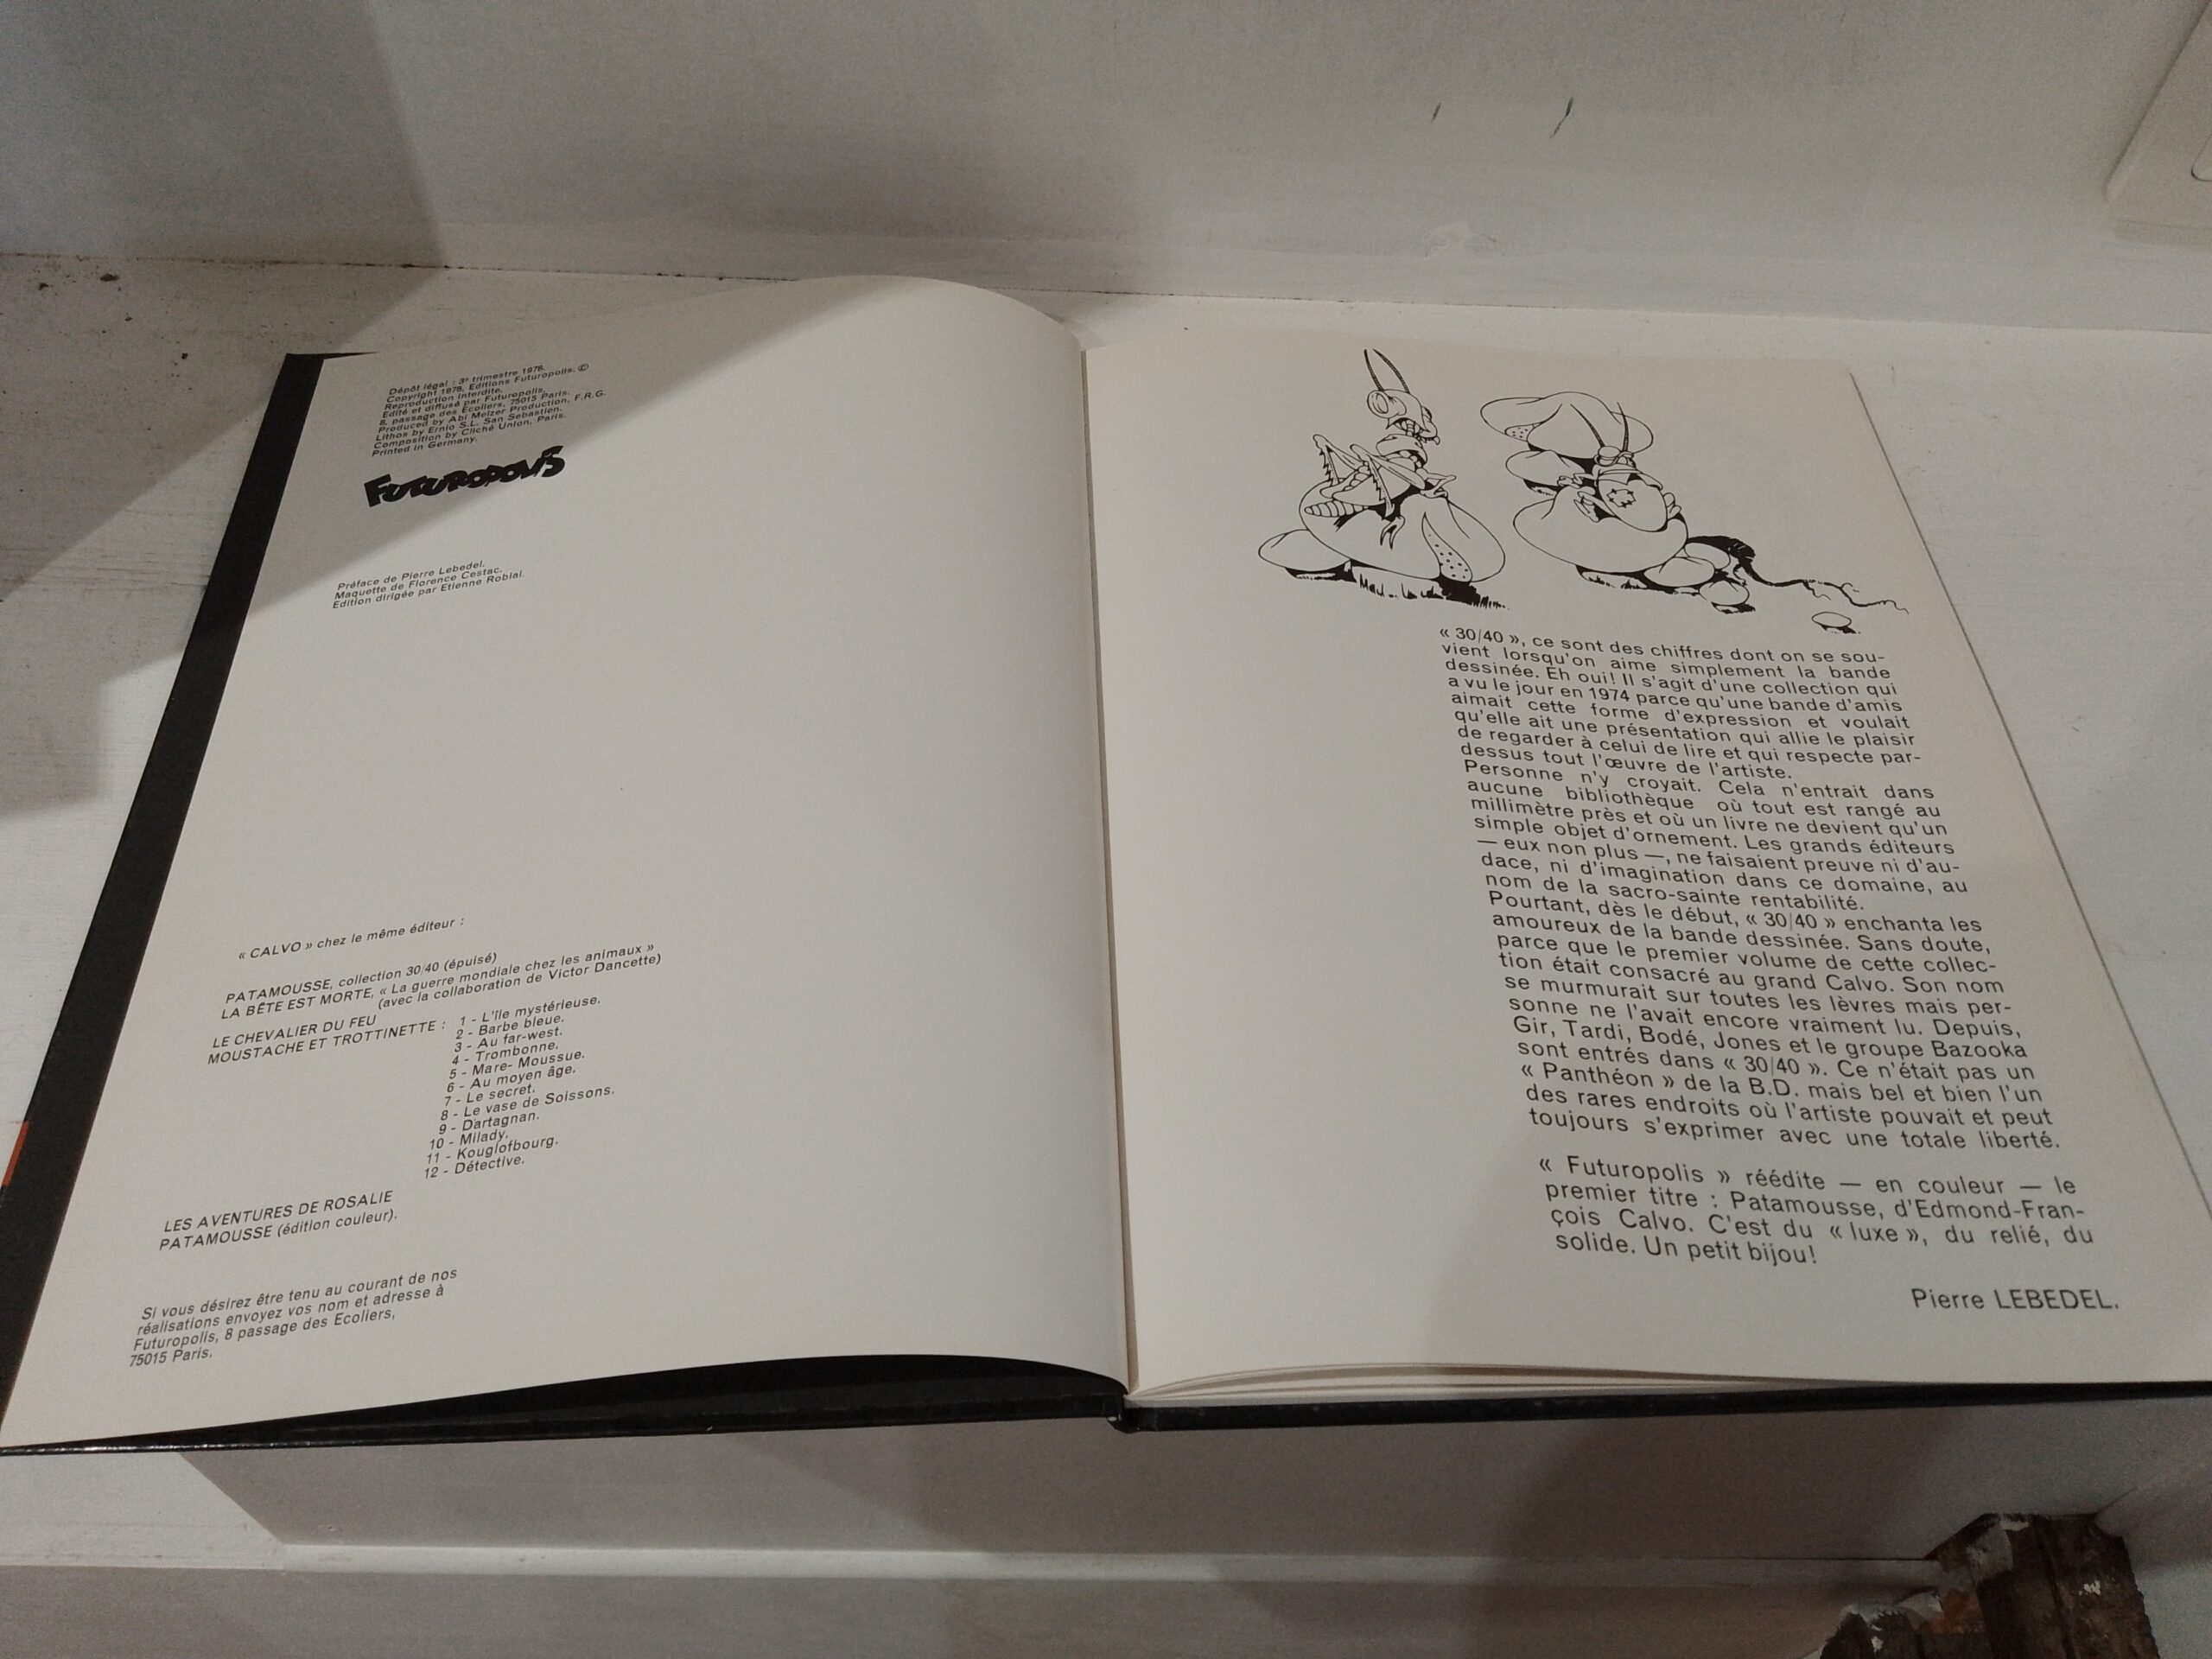 Dépôt légal : 3e trimestre 1978.
Copyright 1978, Editions Futuropolis. ©
Reproduction interdite.
Edité et diffusé par Futuropolis,
8, passage des Ecoliers, 75015 Paris.
Produced by Abi Melzer Production, F.R.G.
Lithos by Ernio S.L. San Sebastien.
Composition by Cliché Union, Paris.
Printed in Germany.
FUTUROPOLIS
Préface de Pierre Lebedel.
Maquette de Florence Cestac.
Edition dirigée par Etienne Robial.
« CALVO » chez le même éditeur :
PATAMOUSSE, collection 30/40 (épuisé)
LA BÊTE EST MORTE, « La guerre mondiale chez les animaux »
(avec la collaboration de Victor Dancette)
LE CHEVALIER DU FEU
MOUSTACHE ET TROTTINETTE : 1 - L'île mystérieuse.
2 - Barbe bleue.
3 - Au far-west.
4 - Trombonne.
5 - Mare- Moussue.
6 - Au moyen âge.
7 - Le secret.
8 - Le vase de Soissons.
9 - Dartagnan.
10 - Milady.
11 - Kouglofbourg.
12 - Détective.
LES AVENTURES DE ROSALIE
PATAMOUSSE (édition couleur).
Si vous désirez être tenu au courant de nos
réalisations envoyez vos nom et adresse à
Futuropolis, 8 passage des Ecoliers,
75015 Paris.
« 30/40 », ce sont des chiffres dont on se sou-
vient lorsqu'on aime simplement la bande
dessinée. Eh oui! Il s'agit d'une collection qui
a vu le jour en 1974 parce qu'une bande d'amis
aimait cette forme d'expression et voulait
qu'elle ait une présentation qui allie le plaisir
de regarder à celui de lire et qui respecte par-
dessus tout l'œuvre de l'artiste.
Personne n'y croyait. Cela n'entrait dans
aucune bibliothèque où tout est rangé au
millimètre près et où un livre ne devient qu'un
simple objet d'ornement. Les grands éditeurs
— eux non plus —, ne faisaient preuve ni d'au-
dace, ni d'imagination dans ce domaine, au
nom de la sacro-sainte rentabilité.
Pourtant, dès le début, « 30/40 » enchanta les
amoureux de la bande dessinée. Sans doute,
parce que le premier volume de cette collec-
tion était consacré au grand Calvo. Son nom
se murmurait sur toutes les lèvres mais per-
sonne ne l'avait encore vraiment lu. Depuis,
Gir, Tardi, Bodé, Jones et le groupe Bazooka
sont entrés dans « 30/40 ». Ce n'était pas un
« Panthéon » de la B.D. mais bel et bien l'un
des rares endroits où l'artiste pouvait et peut
toujours s'exprimer avec une totale liberté.
« Futuropolis » réédite — en couleur — le
premier titre : Patamousse, d'Edmond-Fran-
çois Calvo. C'est du « luxe », du relié, du
solide. Un petit bijou!
Pierre LEBEDEL.